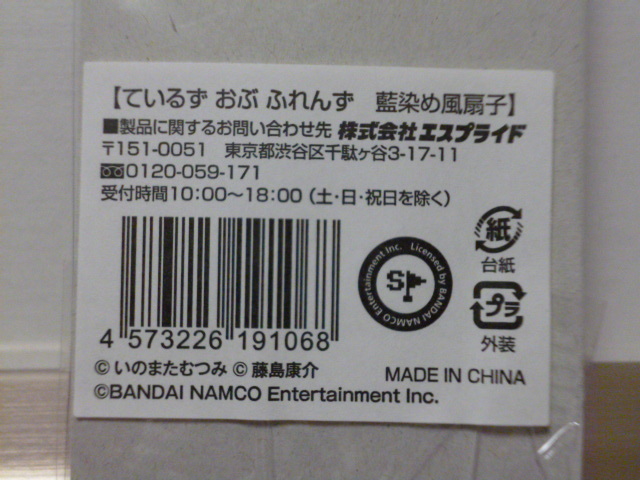 【ているず おぶ ふれんず 藍染め風扇子】
■製品に関するお問い合わせ先 株式会社エスプライド
〒151-0051 東京都渋谷区千駄ヶ谷3-17-11
0120-059-171
受付時間10:00〜18:00（土・日・祝日を除く）
Licensed by BANDAI NAMCO Entertainment Inc.
S
紙
台紙
プラ
外装
4 573226 191068
©いのまたむつみ ©藤島康介
MADE IN CHINA
©BANDAI NAMCO Entertainment Inc.